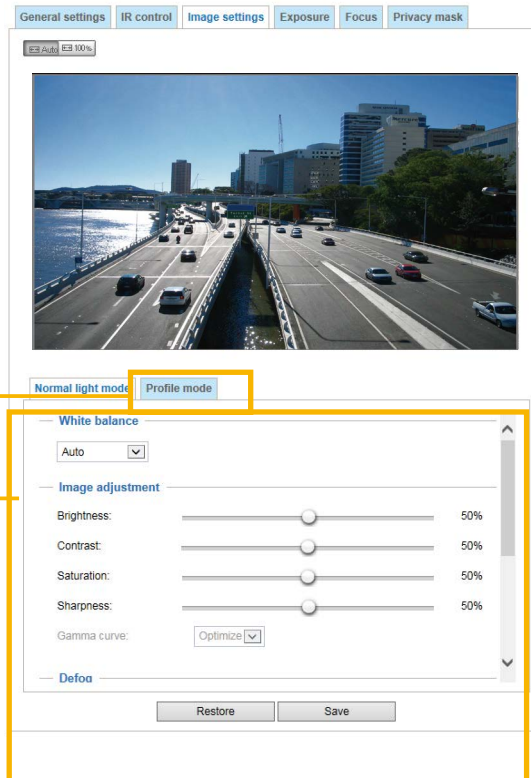 General settings IR control Image settings Exposure Focus Privacy mask
Auto 100%
Normal light mode Profile mode
White balance
Auto
Image adjustment
Brightness: 50%
Contrast: 50%
Saturation: 50%
Sharpness: 50%
Gamma curve: Optimize
Defog
Restore Save